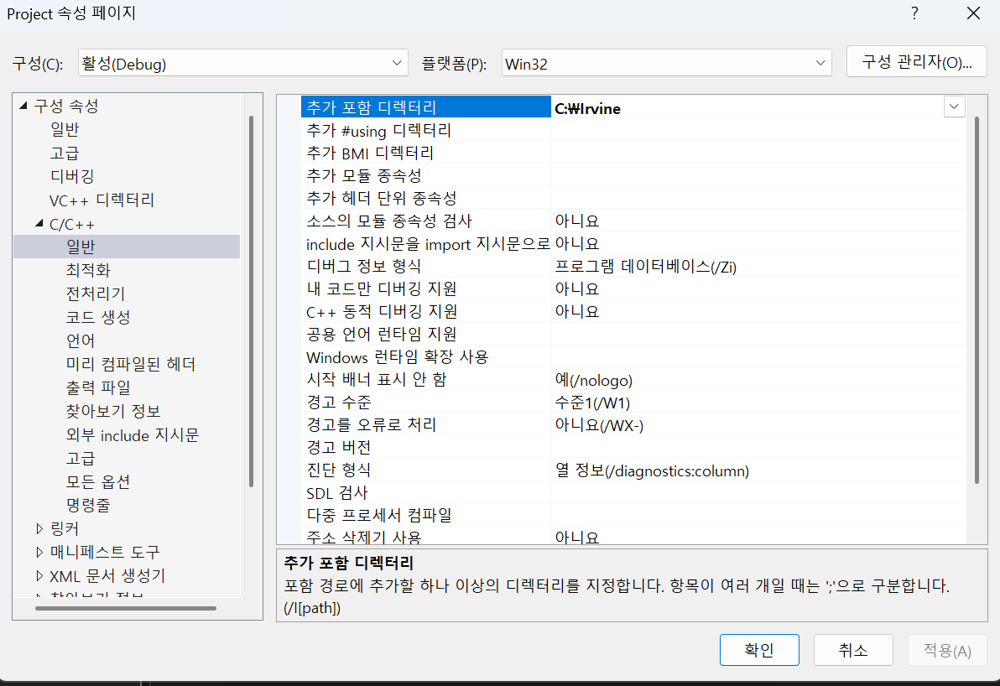 Project 속성 페이지
?
구성(C):
활성(Debug)
플랫폼(P):
Win32
구성 관리자(O)...
구성 속성
일반
고급
디버깅
VC++ 디렉터리
C/C++
일반
최적화
전처리기
코드 생성
언어
미리 컴파일된 헤더
출력 파일
찾아보기 정보
외부 include 지시문
고급
모든 옵션
명령줄
링커
매니페스트 도구
XML 문서 생성기
찾아보기 정보
추가 포함 디렉터리 C:₩Irvine
추가 #using 디렉터리
추가 BMI 디렉터리
추가 모듈 종속성
추가 헤더 단위 종속성
소스의 모듈 종속성 검사 아니요
include 지시문을 import 지시문으로 아니요
디버그 정보 형식 프로그램 데이터베이스(/Zi)
내 코드만 디버깅 지원 아니요
C++ 동적 디버깅 지원 아니요
공용 언어 런타임 지원
Windows 런타임 확장 사용
시작 배너 표시 안 함 예(/nologo)
경고 수준 수준1(/W1)
경고를 오류로 처리 아니요(/WX-)
경고 버전
진단 형식 열 정보(/diagnostics:column)
SDL 검사
다중 프로세서 컴파일
주소 삭제기 사용 아니요
추가 포함 디렉터리
포함 경로에 추가할 하나 이상의 디렉터리를 지정합니다. 항목이 여러 개일 때는 ';'으로 구분합니다.
(/I[path])
확인
취소
적용(A)